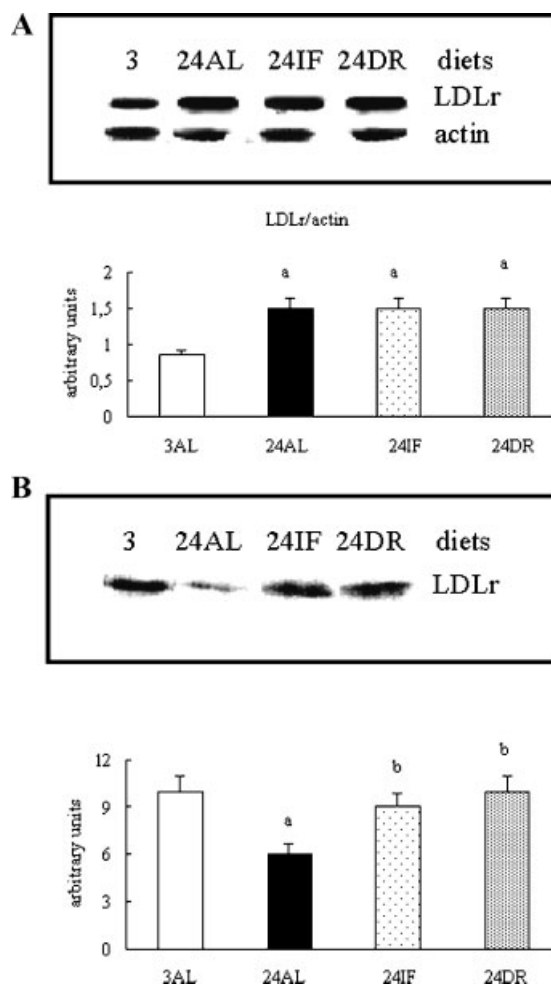 A
3 24AL 24IF 24DR diets
LDLr
actin
LDLr/actin
a a a
2
1,5
1
0,5
0
arbitrary units
3AL 24AL 24IF 24DR
B
3 24AL 24IF 24DR diets
LDLr
12
9
6
3
0
arbitrary units
a b b
3AL 24AL 24IF 24DR